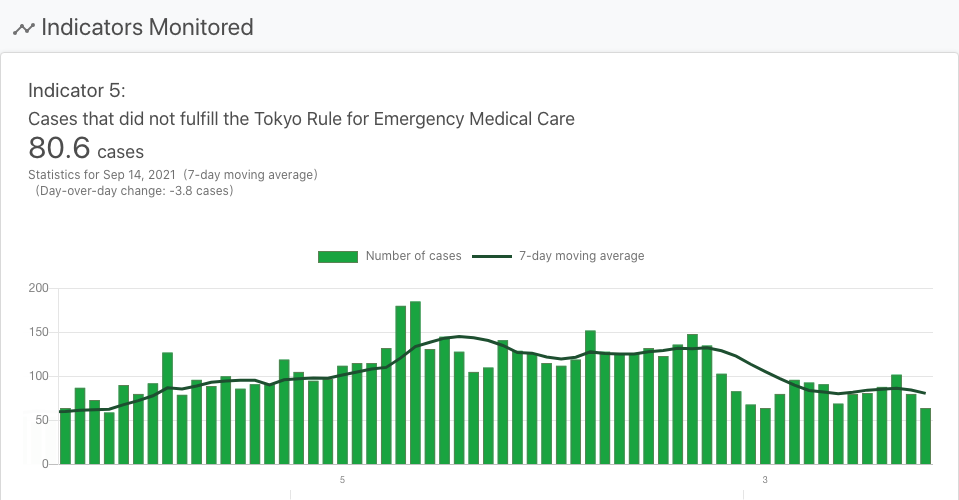 Indicators Monitored
Indicator 5:
Cases that did not fulfill the Tokyo Rule for Emergency Medical Care
80.6 cases
Statistics for Sep 14, 2021 (7-day moving average)
(Day-over-day change: -3.8 cases)
Number of cases 7-day moving average
200
150
100
50
0
5 3